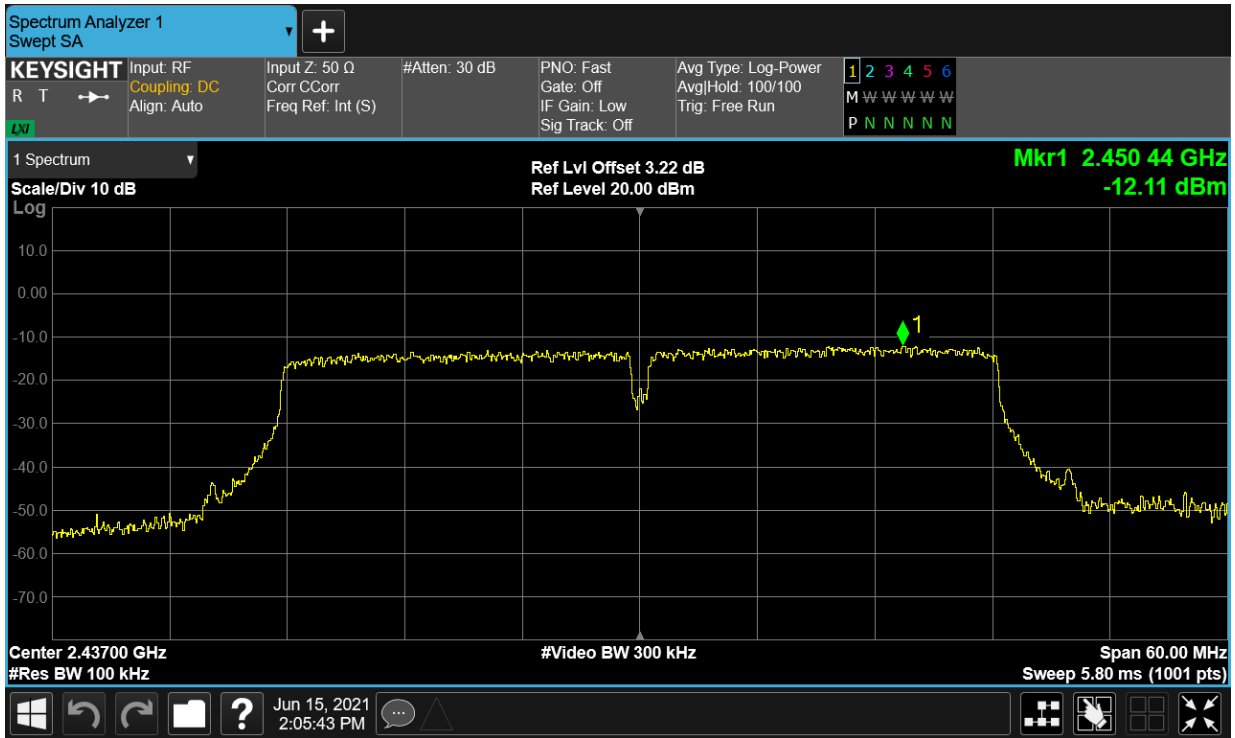 Spectrum Analyzer 1
Swept SA
+
KEYSIGHT
R T
LXI
Input: RF
Coupling: DC
Align: Auto
Input Z: 50 Ω
Corr CCorr
Freq Ref: Int (S)
#Atten: 30 dB
PNO: Fast
Gate: Off
IF Gain: Low
Sig Track: Off
Avg Type: Log-Power
Avg|Hold: 100/100
Trig: Free Run
1 2 3 4 5 6
M W W W W W
P N N N N N
1 Spectrum
Scale/Div 10 dB
Log
Ref Lvl Offset 3.22 dB
Ref Level 20.00 dBm
Mkr1 2.450 44 GHz
-12.11 dBm
10.0
0.00
-10.0
-20.0
-30.0
-40.0
-50.0
-60.0
-70.0
1
Center 2.43700 GHz
#Res BW 100 kHz
#Video BW 300 kHz
Span 60.00 MHz
Sweep 5.80 ms (1001 pts)
?
Jun 15, 2021
2:05:43 PM